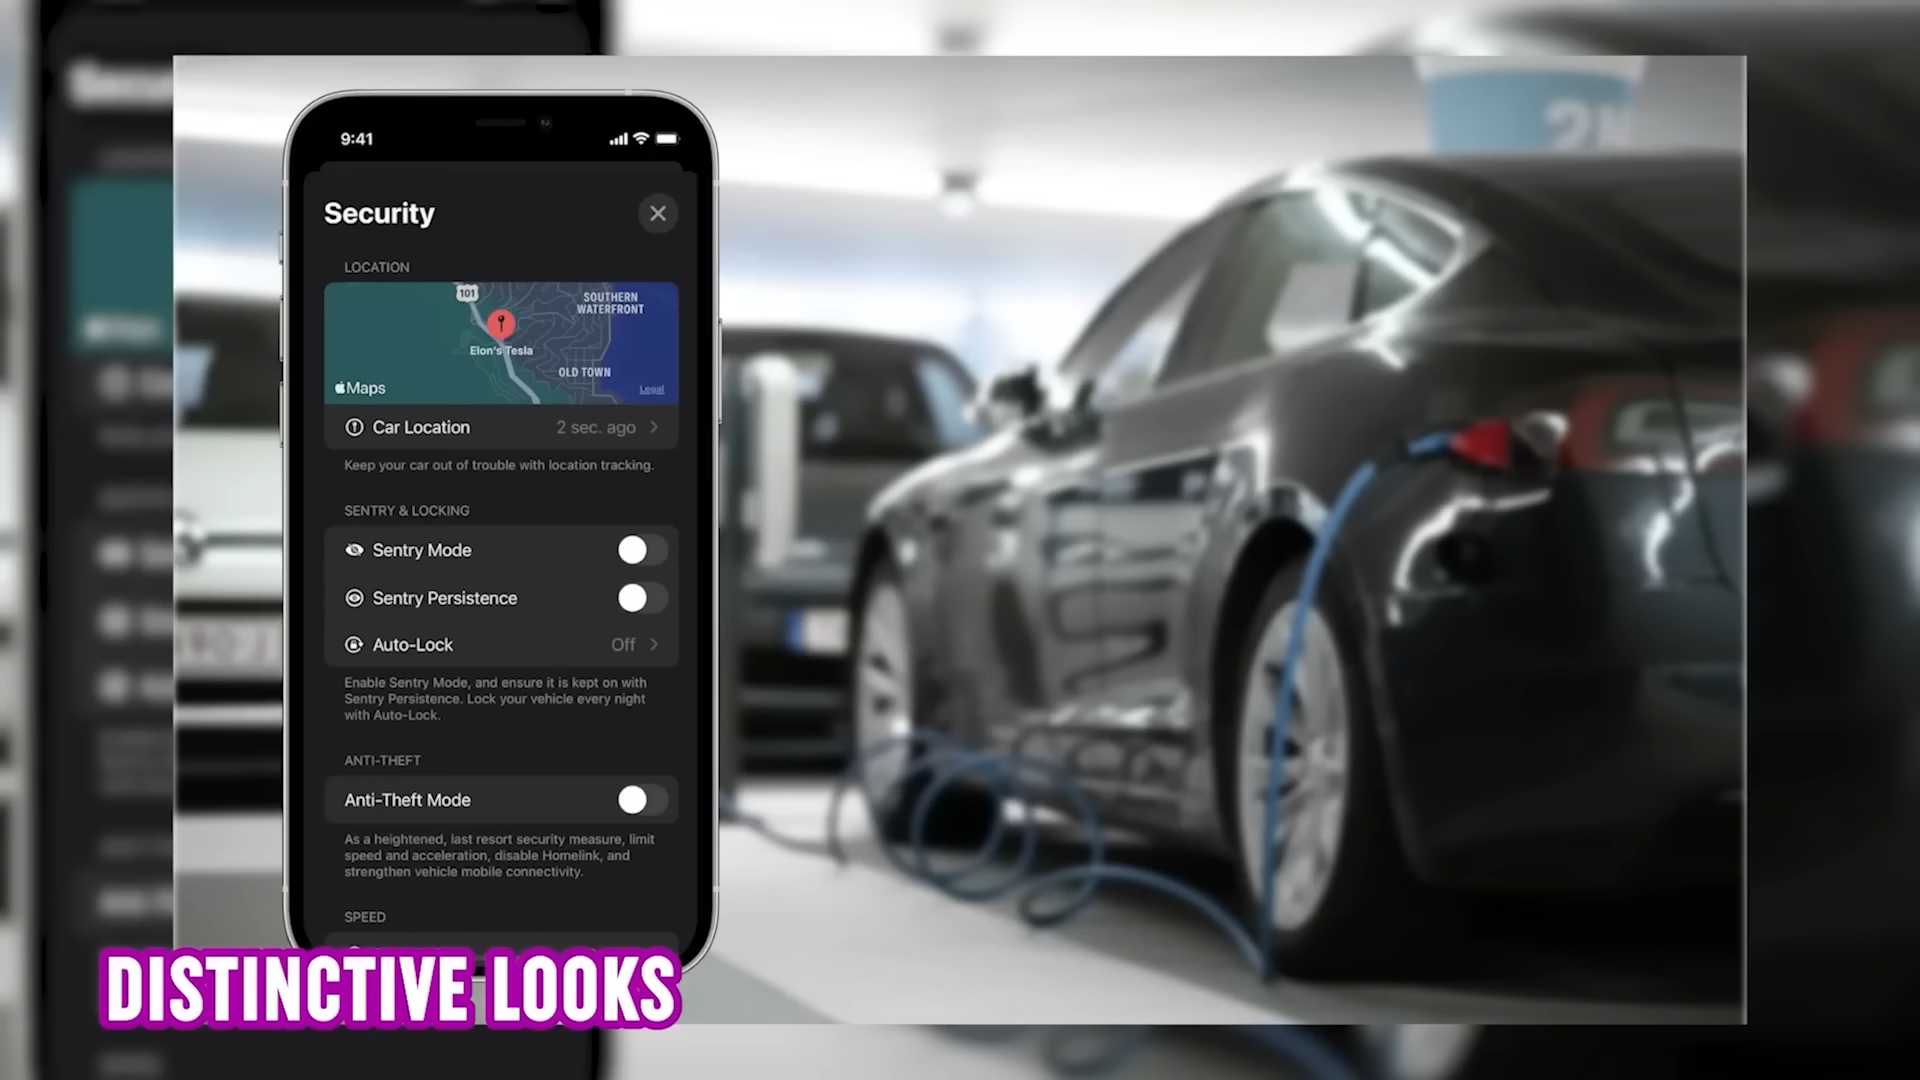 9:41
Security
LOCATION
101
SOUTHERN
WATERFRONT
Elon's Tesla
OLD TOWN
Maps
Legal
Car Location
2 sec. ago
Keep your car out of trouble with location tracking.
SENTRY & LOCKING
Sentry Mode
Sentry Persistence
Auto-Lock
Off
Enable Sentry Mode, and ensure it is kept on with
Sentry Persistence. Lock your vehicle every night
with Auto-Lock.
ANTI-THEFT
Anti-Theft Mode
As a heightened, last resort security measure, limit
speed and acceleration, disable Homelink, and
strengthen vehicle mobile connectivity.
SPEED
DISTINCTIVE LOOKS